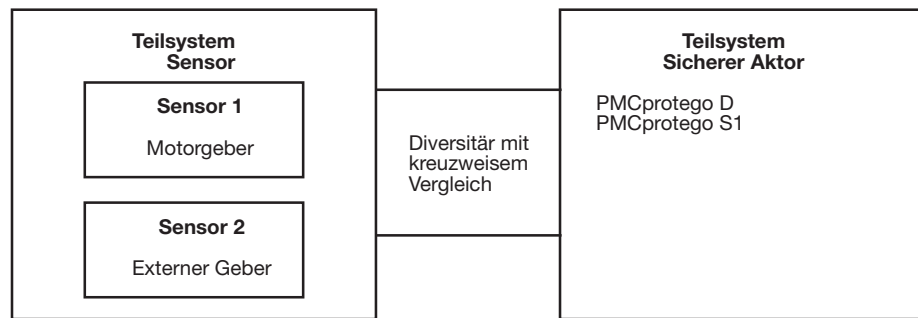 Teilsystem
Sensor
Sensor 1
Motorgeber
Sensor 2
Externer Geber
Diversitär mit
kreuzweisem
Vergleich
Teilsystem
Sicherer Aktor
PMCprotego D
PMCprotego S1